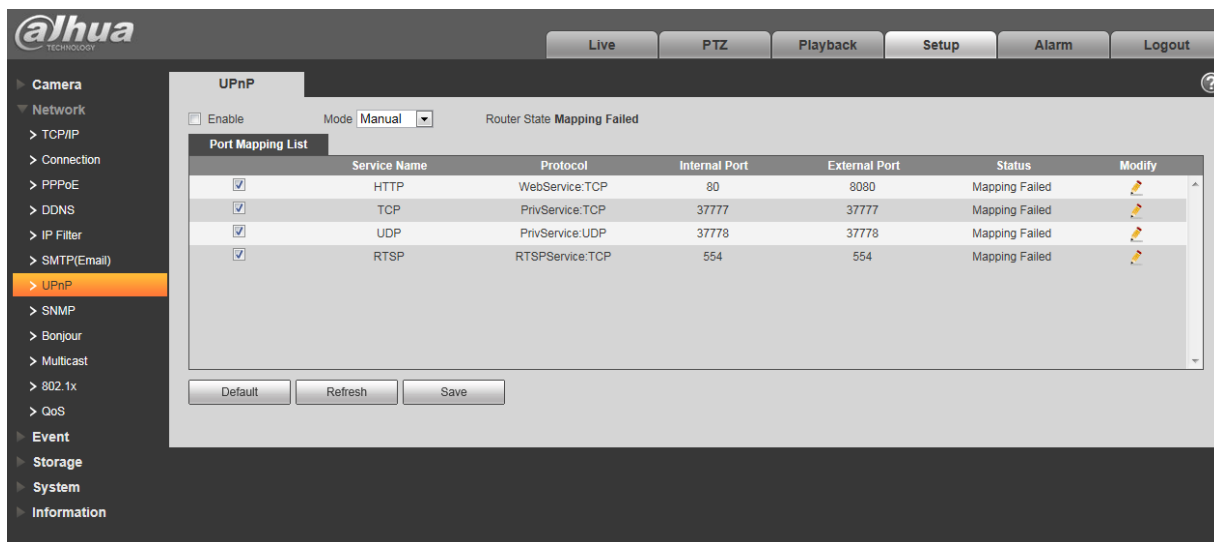 alhua
TECHNOLOGY
Live PTZ Playback Setup Alarm Logout
Camera
Network
> TCP/IP
> Connection
> PPPoE
> DDNS
> IP Filter
> SMTP(Email)
> UPnP
> SNMP
> Bonjour
> Multicast
> 802.1x
> QoS
Event
Storage
System
Information
UPnP
?
Enable Mode Manual Router State Mapping Failed
Port Mapping List
Service Name Protocol Internal Port External Port Status Modify
HTTP WebService:TCP 80 8080 Mapping Failed
TCP PrivService:TCP 37777 37777 Mapping Failed
UDP PrivService:UDP 37778 37778 Mapping Failed
RTSP RTSPService:TCP 554 554 Mapping Failed
Default Refresh Save